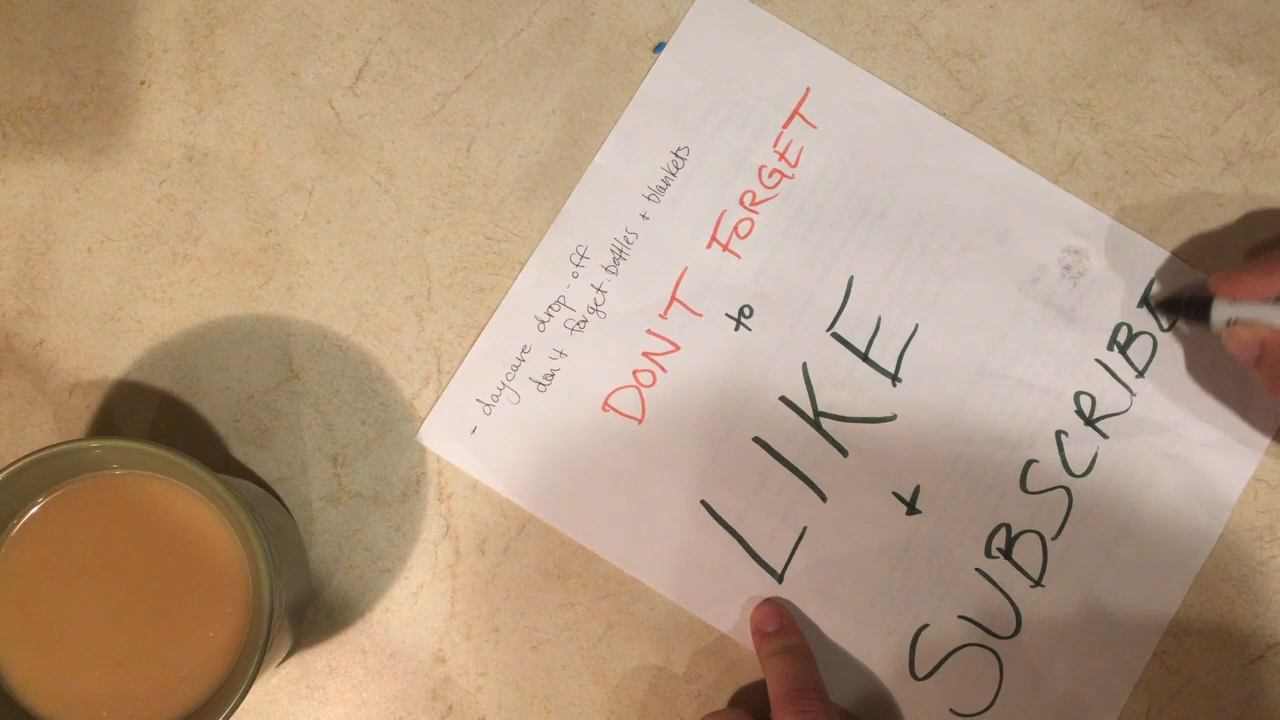 - daycare drop-off
don't forget: bottles + blankets
DON'T FORGET
to
LIKE
+
SUBSCRIBE